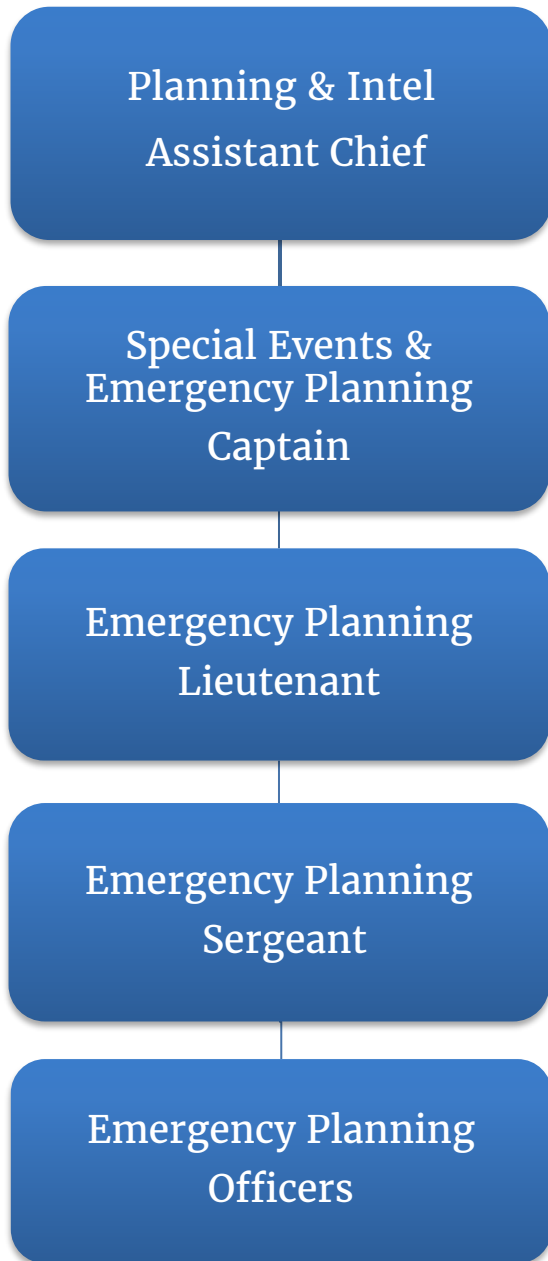 Planning & Intel
Assistant Chief
Special Events &
Emergency Planning
Captain
Emergency Planning
Lieutenant
Emergency Planning
Sergeant
Emergency Planning
Officers